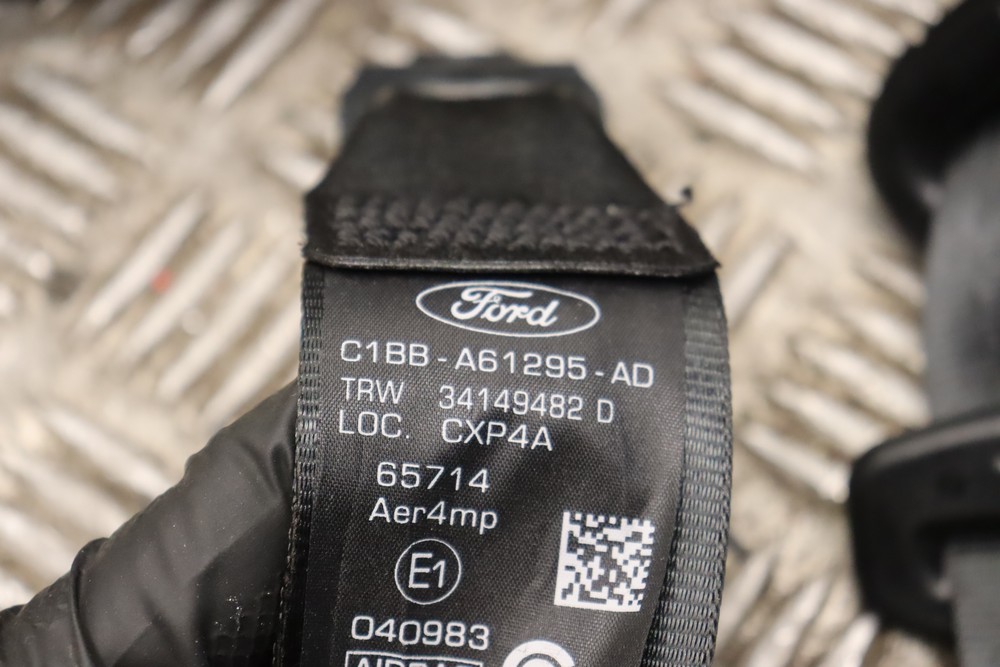 Ford
C1BB-A61295-AD
TRW 34149482 D
LOC. CXP4A
65714
Aer4mp
E1
040983